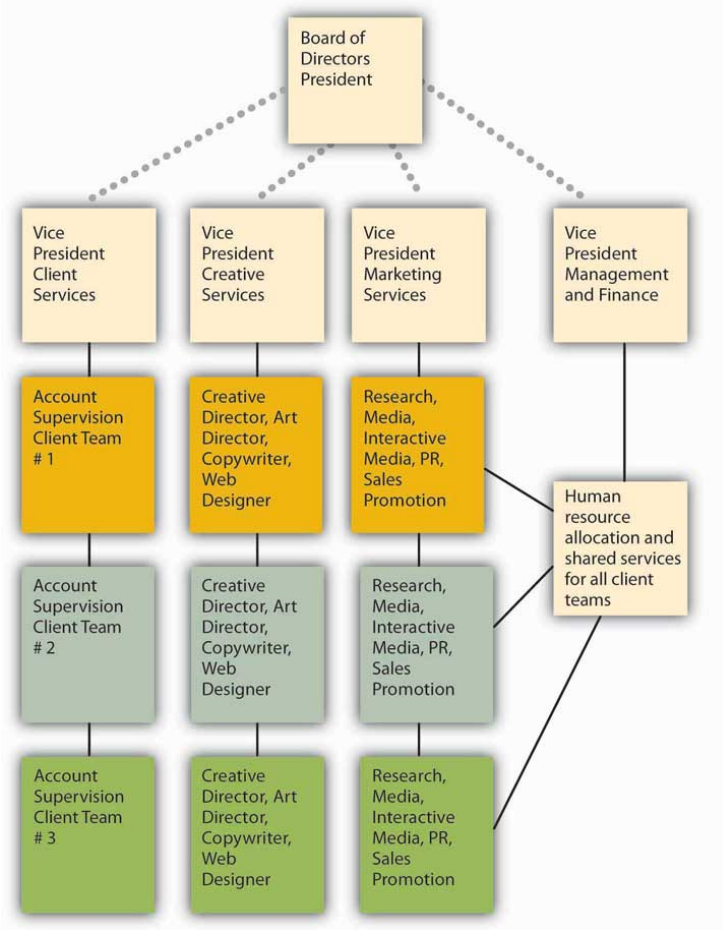 Board of
Directors
President
Vice
President
Client
Services
Vice
President
Creative
Services
Vice
President
Marketing
Services
Vice
President
Management
and Finance
Account
Supervision
Client Team
# 1
Creative
Director, Art
Director,
Copywriter,
Web
Designer
Research,
Media,
Interactive
Media, PR,
Sales
Promotion
Human
resource
allocation and
shared services
for all client
teams
Account
Supervision
Client Team
# 2
Creative
Director, Art
Director,
Copywriter,
Web
Designer
Research,
Media,
Interactive
Media, PR,
Sales
Promotion
Account
Supervision
Client Team
# 3
Creative
Director, Art
Director,
Copywriter,
Web
Designer
Research,
Media,
Interactive
Media, PR,
Sales
Promotion